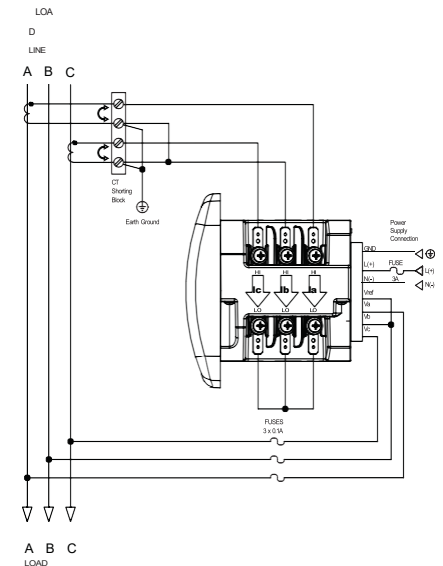 LOA
D
LINE
A B C
CT
Shorting
Block
Earth Ground
Power
Supply
Connection
GND
L(+)
FUSE
L(+)
N(-)
3A
N(-)
Vref
Va
Vb
Vc
HI HI HI
Ic Ib Ia
LO LO LO
FUSES
3 x 0.1A
A B C
LOAD